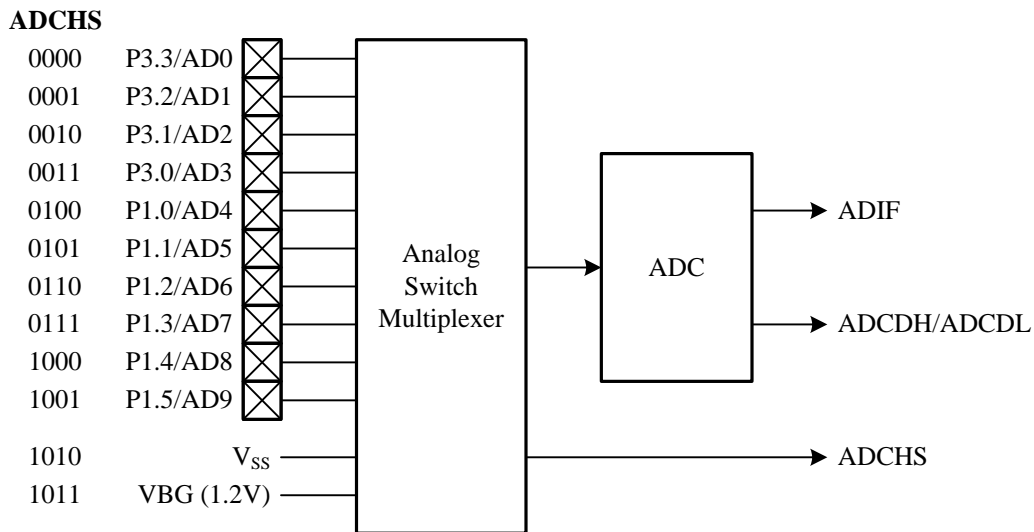 ADCHS
0000 P3.3/AD0
0001 P3.2/AD1
0010 P3.1/AD2
0011 P3.0/AD3
0100 P1.0/AD4
0101 P1.1/AD5
0110 P1.2/AD6
0111 P1.3/AD7
1000 P1.4/AD8
1001 P1.5/AD9
1010 VSS
1011 VBG (1.2V)
Analog
Switch
Multiplexer
ADC
ADIF
ADCDH/ADCDL
ADCHS